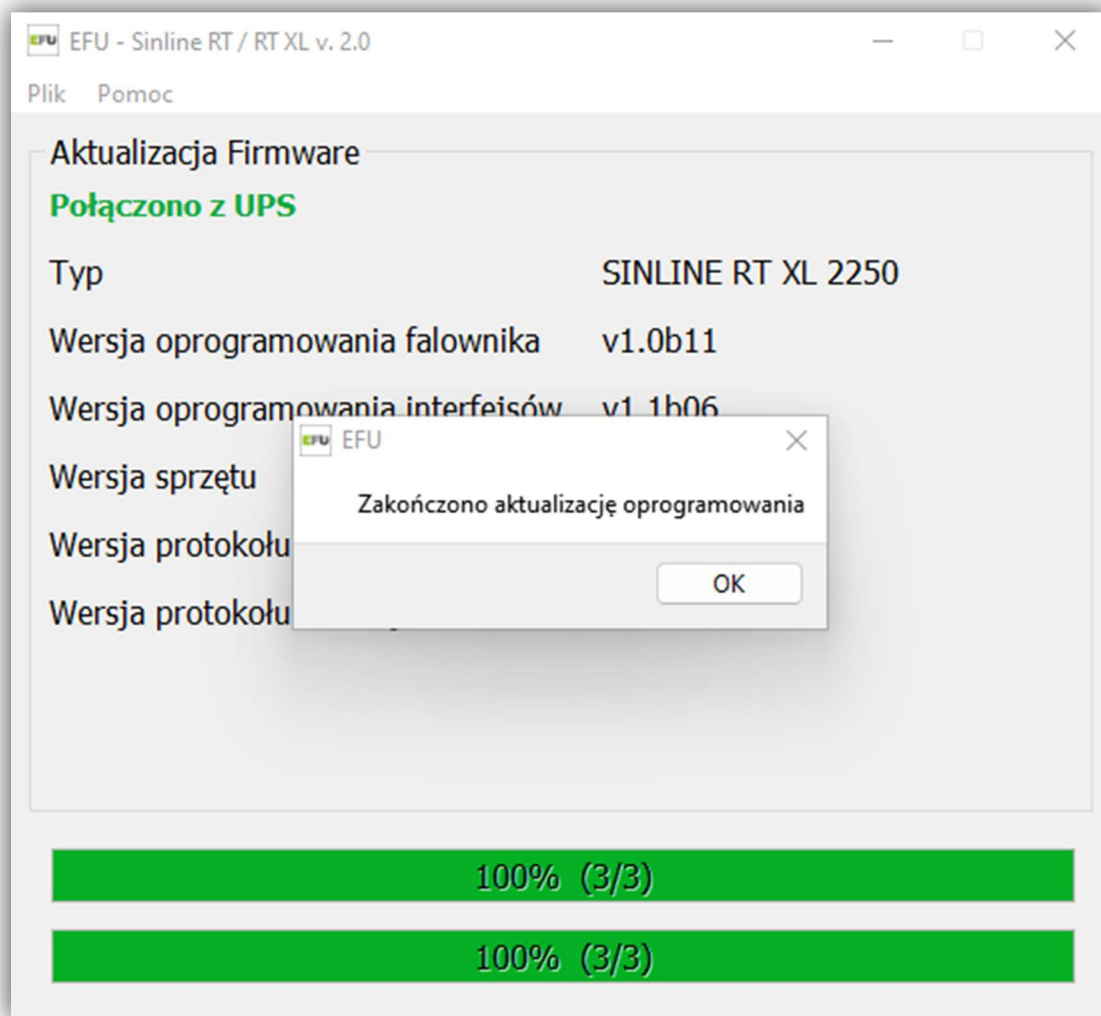 EFU EFU - Sinline RT / RT XL v. 2.0
Plik Pomoc
Aktualizacja Firmware
Połączono z UPS
Typ SINLINE RT XL 2250
Wersja oprogramowania falownika v1.0b11
Wersja oprogramowania interfejsów v1.1b06
Wersja sprzętu
Wersja protokołu
Wersja protokołu
EFU EFU
Zakończono aktualizację oprogramowania
OK
100% (3/3)
100% (3/3)